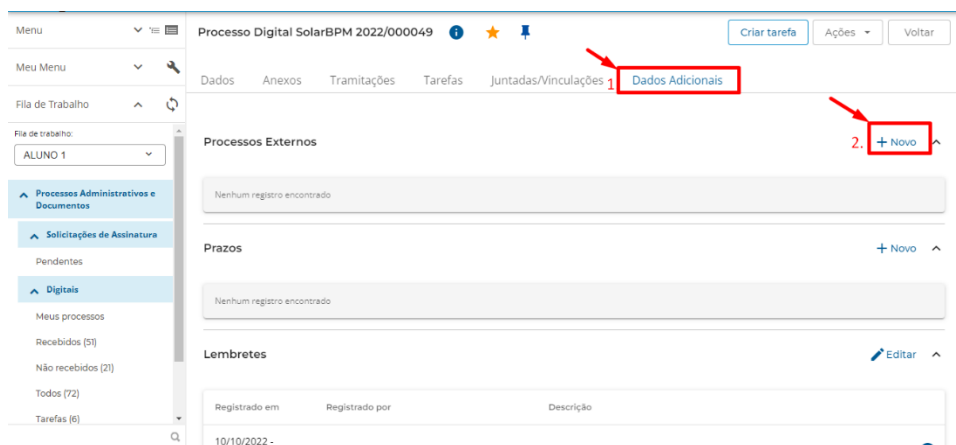 Menu
Processo Digital SolarBPM 2022/000049
Criar tarefa
Ações
Voltar
Meu Menu
Dados Anexos Tramitações Tarefas Juntadas/Vinculações 1 Dados Adicionais
Fila de Trabalho
Fila de trabalho:
ALUNO 1
Processos Externos
2. + Novo
Processos Administrativos e
Documentos
Nenhum registro encontrado
Solicitações de Assinatura
Pendentes
Prazos
+ Novo
Digitais
Nenhum registro encontrado
Meus processos
Recebidos (51)
Lembretes
Editar
Não recebidos (21)
Todos (72)
Registrado em Registrado por Descrição
Tarefas (6)
10/10/2022 -